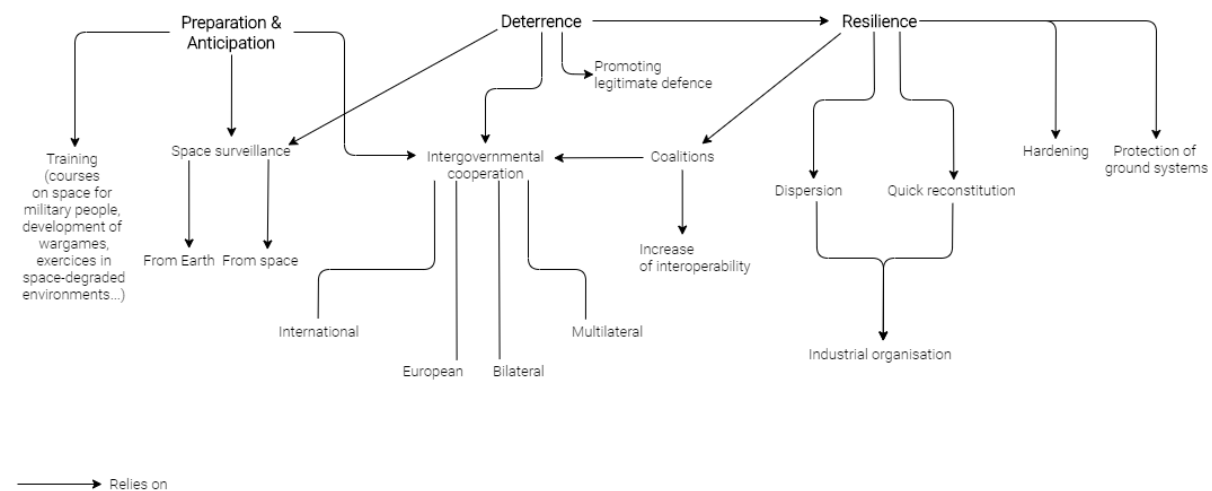 Preparation &
Anticipation
Deterrence
Resilience
Promoting
legitimate defence
Training
(courses
on space for
military people,
development of
wargames,
exercices in
space-degraded
environments...)
Space surveillance
Intergovernmental
cooperation
Coalitions
Hardening
Protection of
ground systems
Dispersion
Quick reconstitution
From Earth
From space
Increase
of interoperability
International
Multilateral
European
Bilateral
Industrial organisation
Relies on